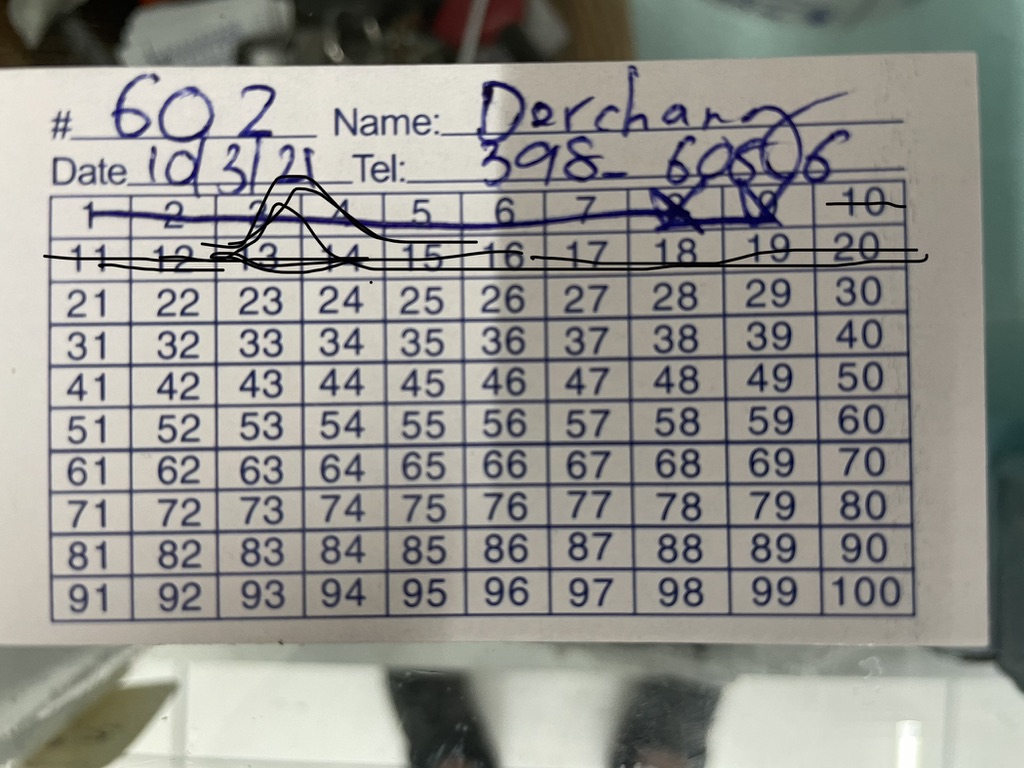 # 602 Name: Derchang
Date 10/3/21 Tel: 398-60506
1 2 3 4 5 6 7 8 9 10
11 12 13 14 15 16 17 18 19 20
21 22 23 24 25 26 27 28 29 30
31 32 33 34 35 36 37 38 39 40
41 42 43 44 45 46 47 48 49 50
51 52 53 54 55 56 57 58 59 60
61 62 63 64 65 66 67 68 69 70
71 72 73 74 75 76 77 78 79 80
81 82 83 84 85 86 87 88 89 90
91 92 93 94 95 96 97 98 99 100